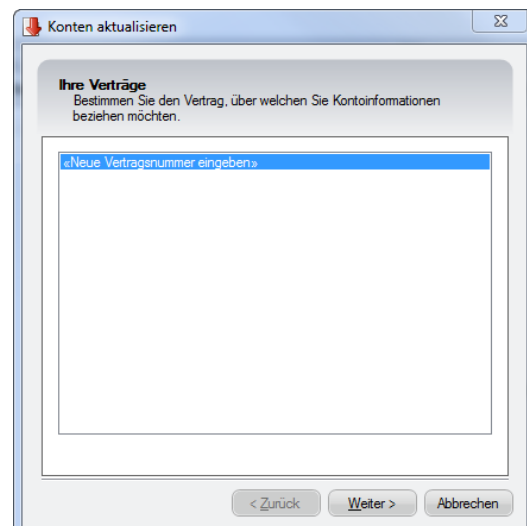 Konten aktualisieren
Ihre Verträge
Bestimmen Sie den Vertrag, über welchen Sie Kontoinformationen
beziehen möchten.
«Neue Vertragsnummer eingeben»
< Zurück Weiter > Abbrechen